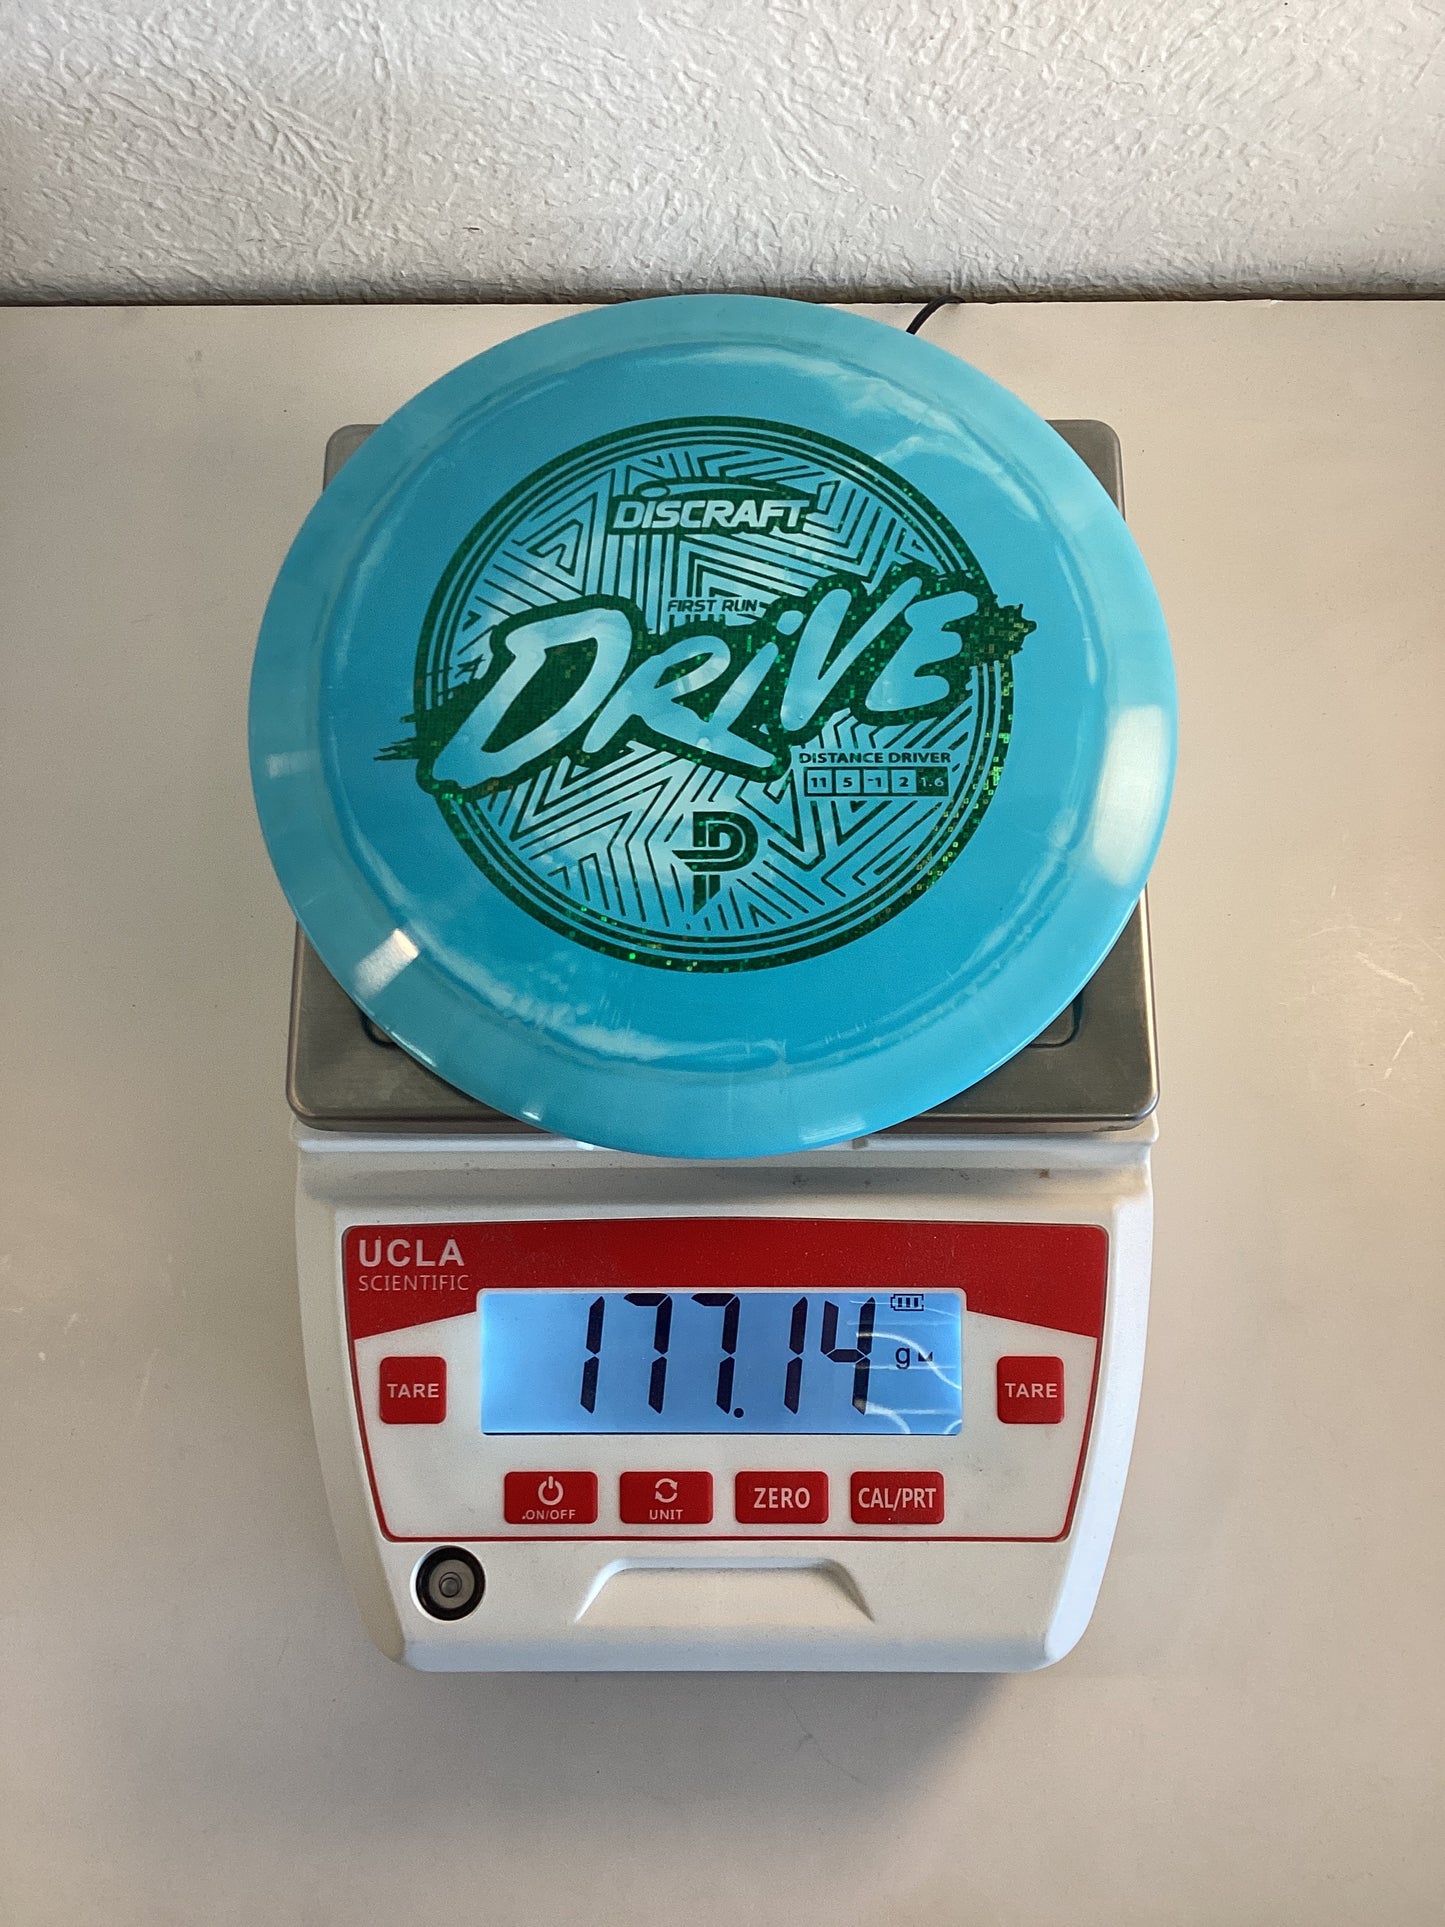 DISCRAFT
FIRST RUN
DRIVE
DISTANCE DRIVER
11 5 -1 2 1.6
UCLA
SCIENTIFIC
177.14 g
TARE
TARE
ON/OFF
UNIT
ZERO
CAL/PRT